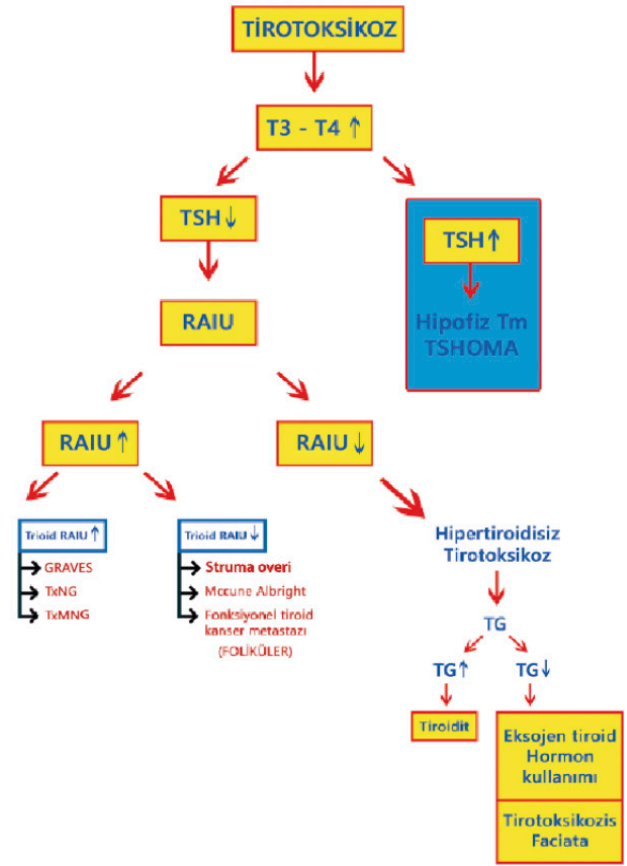 TİROTOKSİKOZ
T3 - T4 ↑
TSH ↓
TSH ↑
Hipofiz Tm
TSHOMA
RAIU
RAIU ↑
RAIU ↓
Trioid RAIU ↑
GRAVES
TxNG
TxMNG
Trioid RAIU ↓
Struma overi
Mccune Albright
Fonksiyonel tiroid
kanser metastazı
(FOLİKÜLER)
Hipertiroidisiz
Tirotoksikoz
TG
TG ↑
TG ↓
Tiroidit
Eksojen tiroid
Hormon
kullanımı
Tirotoksikozis
Faciata